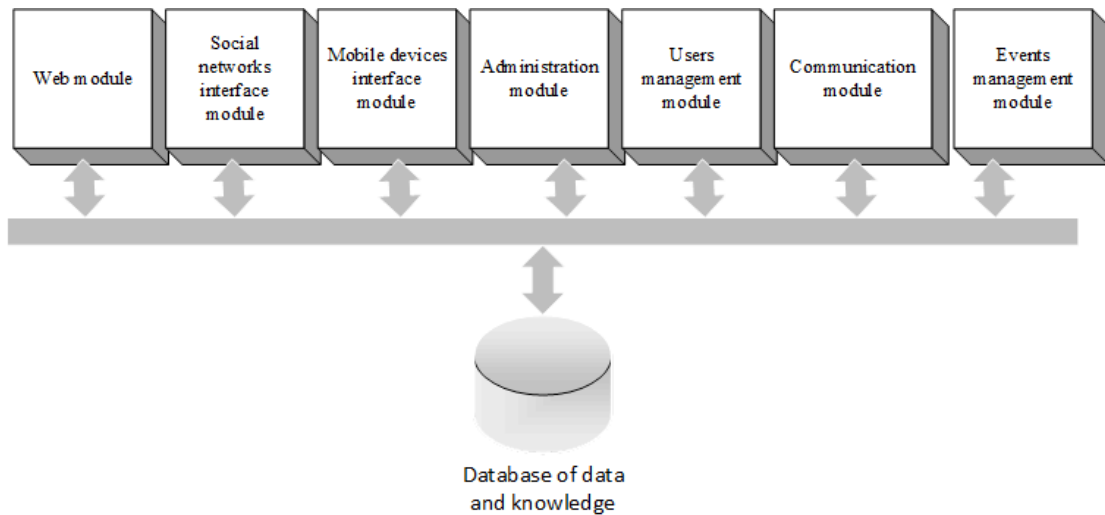 Web module
Social
networks
interface
module
Mobile devices
interface
module
Administration
module
Users
management
module
Communication
module
Events
management
module
Database of data
and knowledge